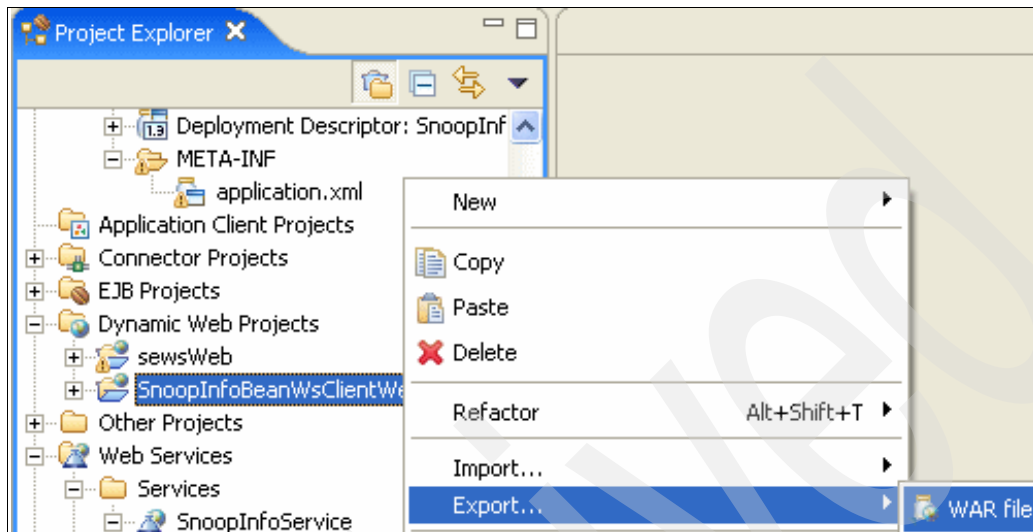 Project Explorer
Deployment Descriptor: SnoopInf
META-INF
application.xml
Application Client Projects
Connector Projects
EJB Projects
Dynamic Web Projects
sewsWeb
SnoopInfoBeanWsClientWe
Other Projects
Web Services
Services
SnoopInfoService
New
Copy
Paste
Delete
Refactor Alt+Shift+T
Import...
Export...
WAR file